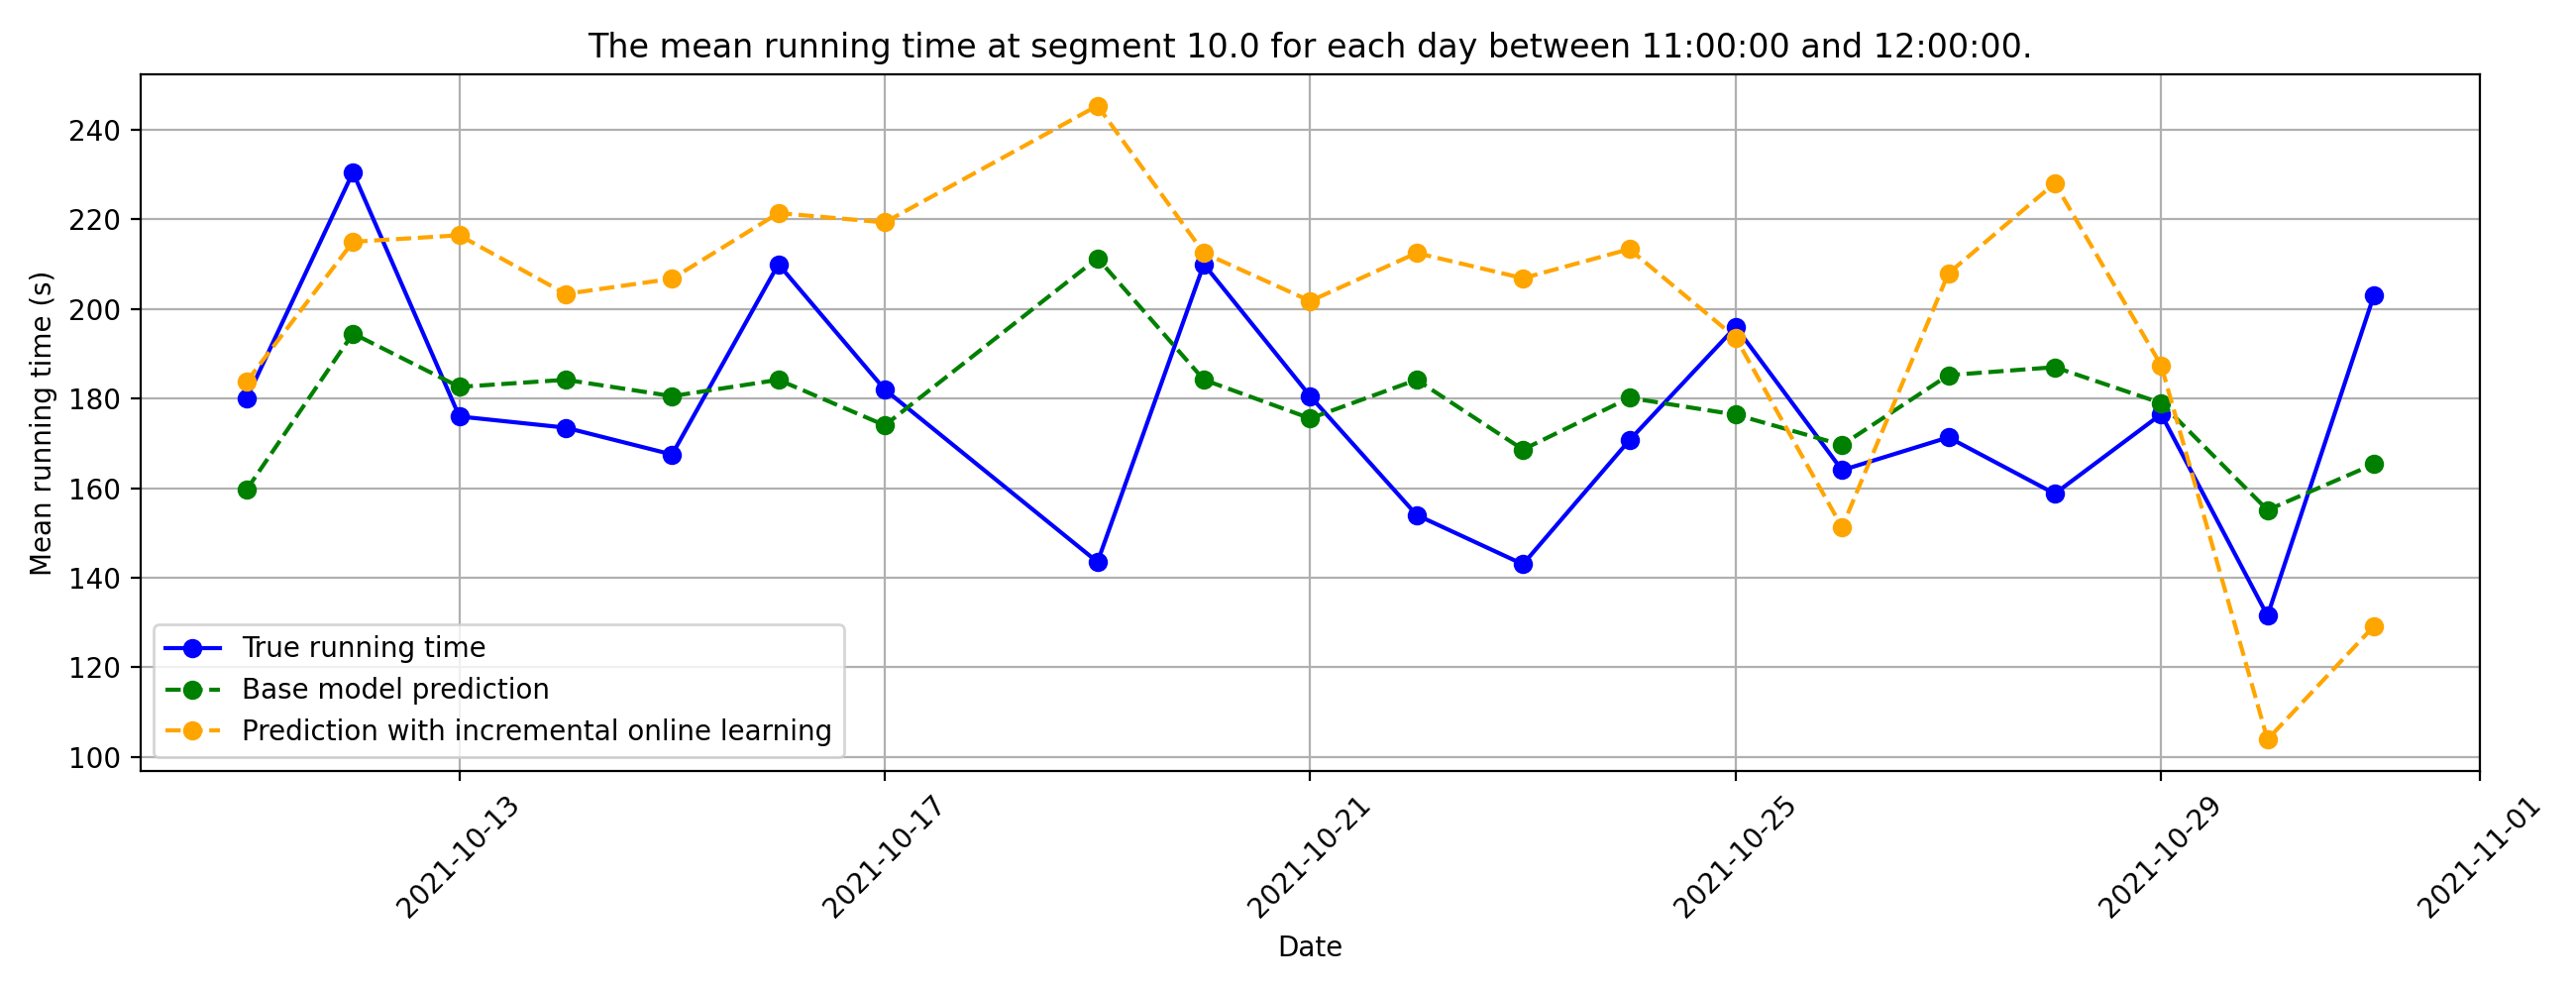 The mean running time at segment 10.0 for each day between 11:00:00 and 12:00:00.
Mean running time (s)
240
220
200
180
160
140
120
100
True running time
Base model prediction
Prediction with incremental online learning
2021-10-13
2021-10-17
2021-10-21
2021-10-25
2021-10-29
2021-11-01
Date